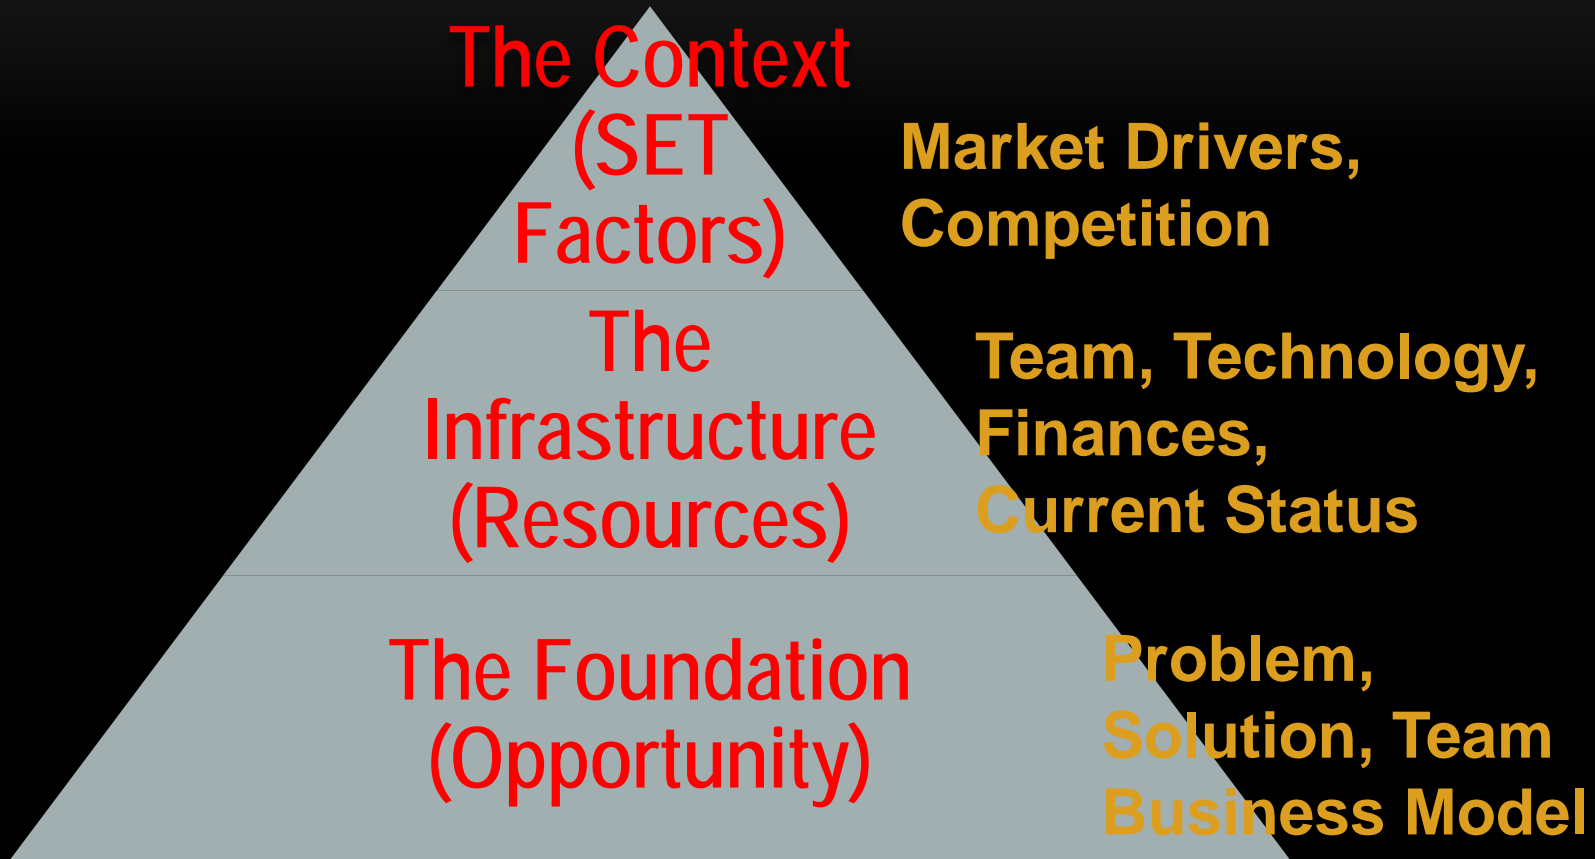 The Context
(SET
Factors)
Market Drivers,
Competition
The
Infrastructure
(Resources)
Team, Technology,
Finances,
Current Status
The Foundation
(Opportunity)
Problem,
Solution, Team
Business Model